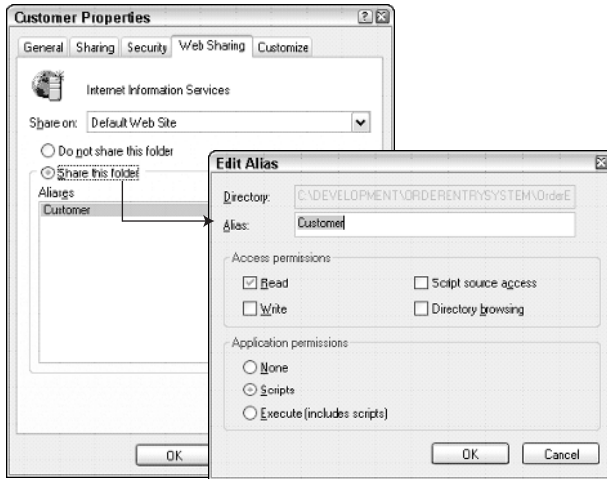 Customer Properties
General Sharing Security Web Sharing Customize
Internet Information Services
Share on: Default Web Site
Do not share this folder
Share this folder
Aliases
Customer
OK
Edit Alias
Directory: C:\DEVELOPMENT\ORDERENTRYSYSTEM\OrderE
Alias: Customer
Access permissions
Read Script source access
Write Directory browsing
Application permissions
None
Scripts
Execute (includes scripts)
OK Cancel